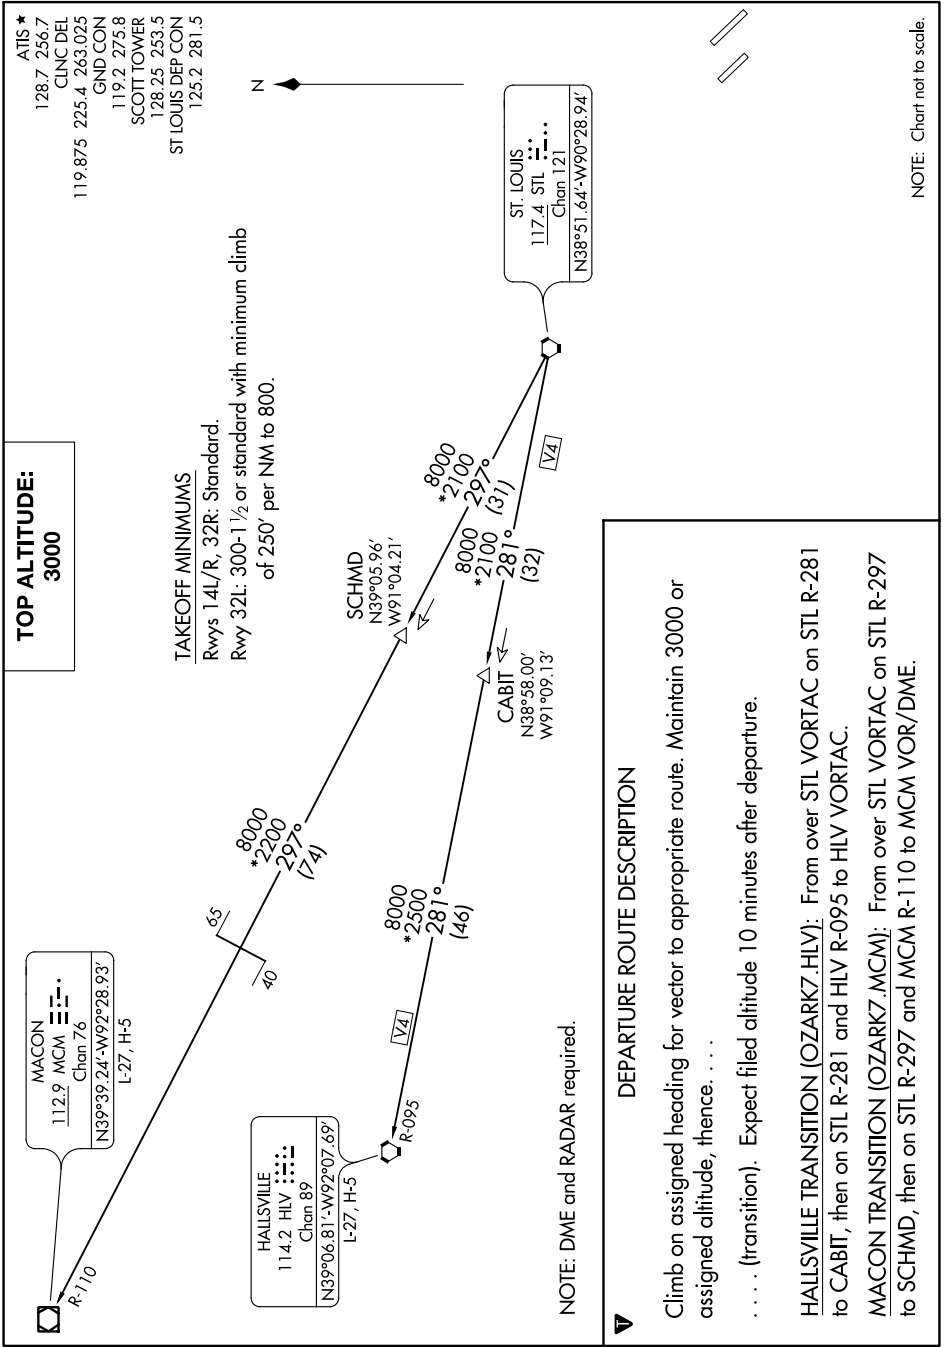 TOP ALTITUDE:
3000
ATIS ★
128.7 256.7
CLNC DEL
119.875 225.4 263.025
GND CON
119.2 275.8
SCOTT TOWER
128.25 253.5
ST LOUIS DEP CON
125.2 281.5
TAKEOFF MINIMUMS
Rwys 14L/R, 32R: Standard.
Rwy 32L: 300-1½ or standard with minimum climb
of 250' per NM to 800.
N
MACON
112.9 MCM
Chan 76
N39°39.24'-W92°28.93'
L-27, H-5
R-110
65
40
8000
*2200
297°
(74)
SCHMD
N39°05.96'
W91°04.21'
8000
*2100
297°
(31)
ST. LOUIS
117.4 STL
Chan 121
N38°51.64'-W90°28.94'
HALLSVILLE
114.2 HLV
Chan 89
N39°06.81'-W92°07.69'
L-27, H-5
R-095
V4
8000
*2500
281°
(46)
CABIT
N38°58.00'
W91°09.13'
8000
*2100
281°
(32)
V4
NOTE: DME and RADAR required.
NOTE: Chart not to scale.
T
DEPARTURE ROUTE DESCRIPTION
Climb on assigned heading for vector to appropriate route. Maintain 3000 or
assigned altitude, thence. . . .
. . . . (transition). Expect filed altitude 10 minutes after departure.
HALLSVILLE TRANSITION (OZARK7.HLV): From over STL VORTAC on STL R-281
to CABIT, then on STL R-281 and HLV R-095 to HLV VORTAC.
MACON TRANSITION (OZARK7.MCM): From over STL VORTAC on STL R-297
to SCHMD, then on STL R-297 and MCM R-110 to MCM VOR/DME.